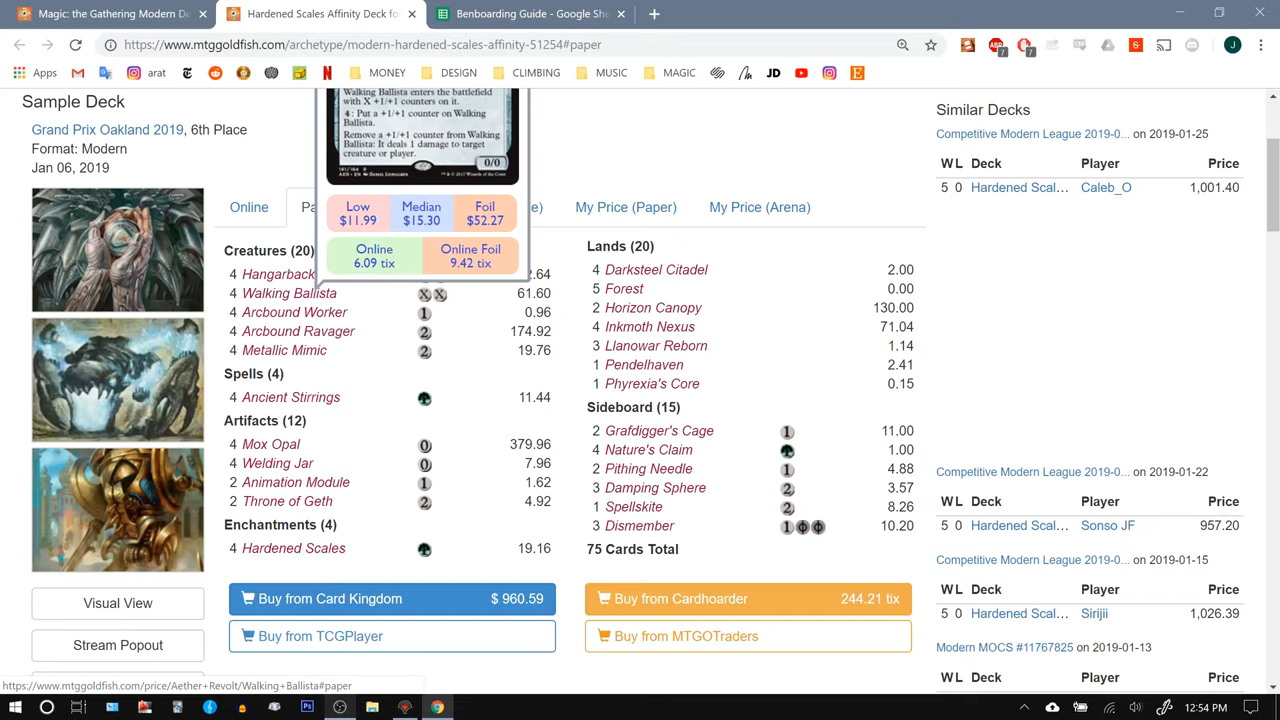 Magic the Gathering Modern De
Hardened Scales Affinity Deck for
Benboarding Guide - Google She
https://www.mtggoldfish.com/archetype/modern-hardened-scales-affinity-51254#paper
Apps
arat
MONEY
DESIGN
CLIMBING
MUSIC
MAGIC
JD
Sample Deck
Grand Prix Oakland 2019, 6th Place
Format: Modern
Jan 06, 2019
Visual View
Stream Popout
Walking Ballista enters the battlefield
with X +1/+1 counters on it.
4: Put a +1/+1 counter on Walking
Ballista.
Remove a +1/+1 counter from Walking
Ballista: It deals 1 damage to target
creature or player.
0/0
Low $11.99
Median $15.30
Foil $52.27
Online 6.09 tix
Online Foil 9.42 tix
Online
Pa
e)
My Price (Paper)
My Price (Arena)
Creatures (20)
4 Hangarback 2.64
4 Walking Ballista X X 61.60
4 Arcbound Worker 1 0.96
4 Arcbound Ravager 2 174.92
4 Metallic Mimic 2 19.76
Spells (4)
4 Ancient Stirrings 11.44
Artifacts (12)
4 Mox Opal 0 379.96
4 Welding Jar 0 7.96
2 Animation Module 1 1.62
2 Throne of Geth 2 4.92
Enchantments (4)
4 Hardened Scales 19.16
Lands (20)
4 Darksteel Citadel 2.00
5 Forest 0.00
2 Horizon Canopy 130.00
4 Inkmoth Nexus 71.04
3 Llanowar Reborn 1.14
1 Pendelhaven 2.41
1 Phyrexia's Core 0.15
Sideboard (15)
2 Grafdigger's Cage 1 11.00
4 Nature's Claim 1.00
2 Pithing Needle 1 4.88
3 Damping Sphere 2 3.57
1 Spellskite 2 8.26
3 Dismember 1 10.20
75 Cards Total
Buy from Card Kingdom $ 960.59
Buy from TCGPlayer
Buy from Cardhoarder 244.21 tix
Buy from MTGOTraders
Similar Decks
Competitive Modern League 2019-0... on 2019-01-25
W L Deck Player Price
5 0 Hardened Scal... Caleb_O 1,001.40
Competitive Modern League 2019-0... on 2019-01-22
W L Deck Player Price
5 0 Hardened Scal... Sonso JF 957.20
Competitive Modern League 2019-0... on 2019-01-15
W L Deck Player Price
5 0 Hardened Scal... Sirijii 1,026.39
Modern MOCS #11767825 on 2019-01-13
W L Deck Player Price
https://www.mtggoldfish.com/price/Aether+Revolt/Walking+Ballista#paper
12:54 PM